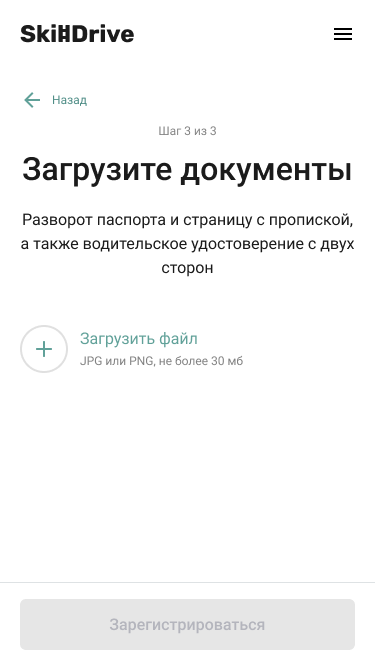 SkillDrive
Назад
Шаг 3 из 3
Загрузите документы
Разворот паспорта и страницу с пропиской,
а также водительское удостоверение с двух
сторон
Загрузить файл
JPG или PNG, не более 30 мб
Зарегистрироваться